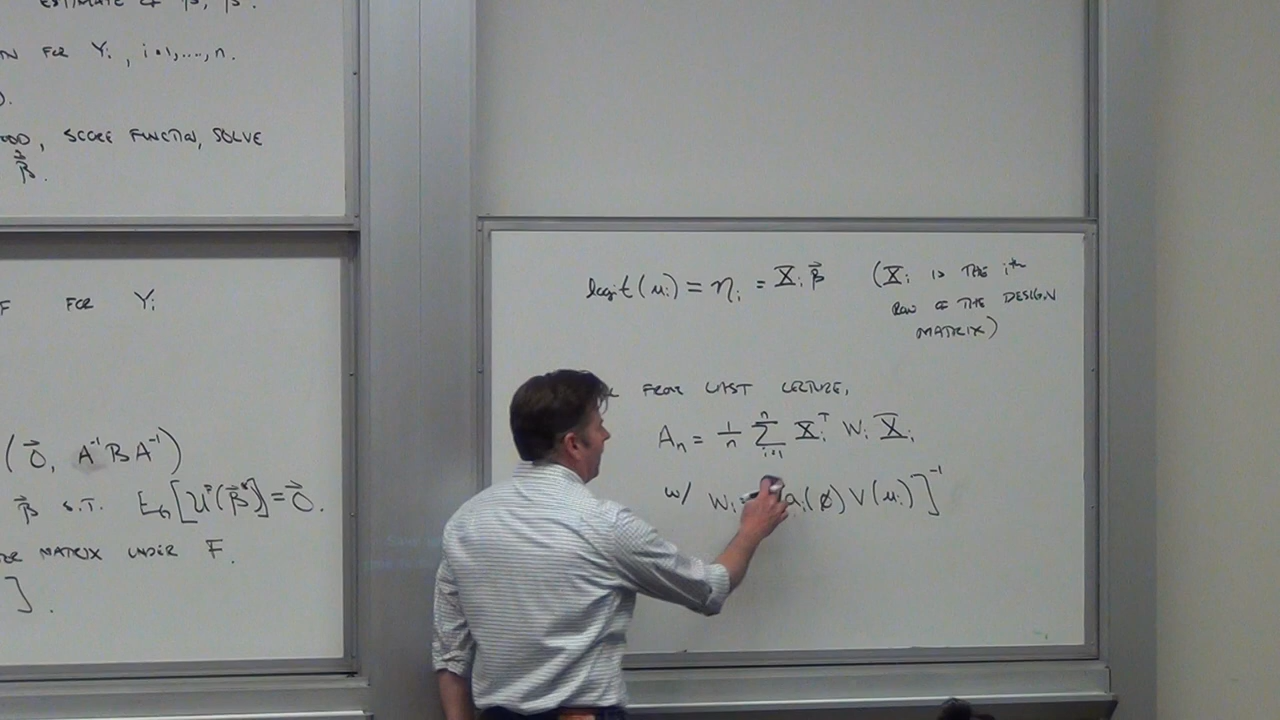 ESTIMATE OF β, β̂.
FOR Yᵢ, i=1,...,n.
SCORE FUNCTION, SOLVE
β̂.
F FOR Yᵢ
(0⃗, A⁻¹BA⁻¹)
β⃗ S.T. [U(β⃗*)]=0⃗.
MATRIX UNDER F.
].
logit(μᵢ) = ηᵢ = Xᵢβ⃗ (Xᵢ IS THE iᵗʰ
ROW OF THE DESIGN
MATRIX)
FROM LAST LECTURE,
Aₙ = 1/n Σᵢ₌₁ⁿ Xᵢᵀ Wᵢ Xᵢ
w/ Wᵢ = aᵢ(φ)V(μᵢ)]⁻¹